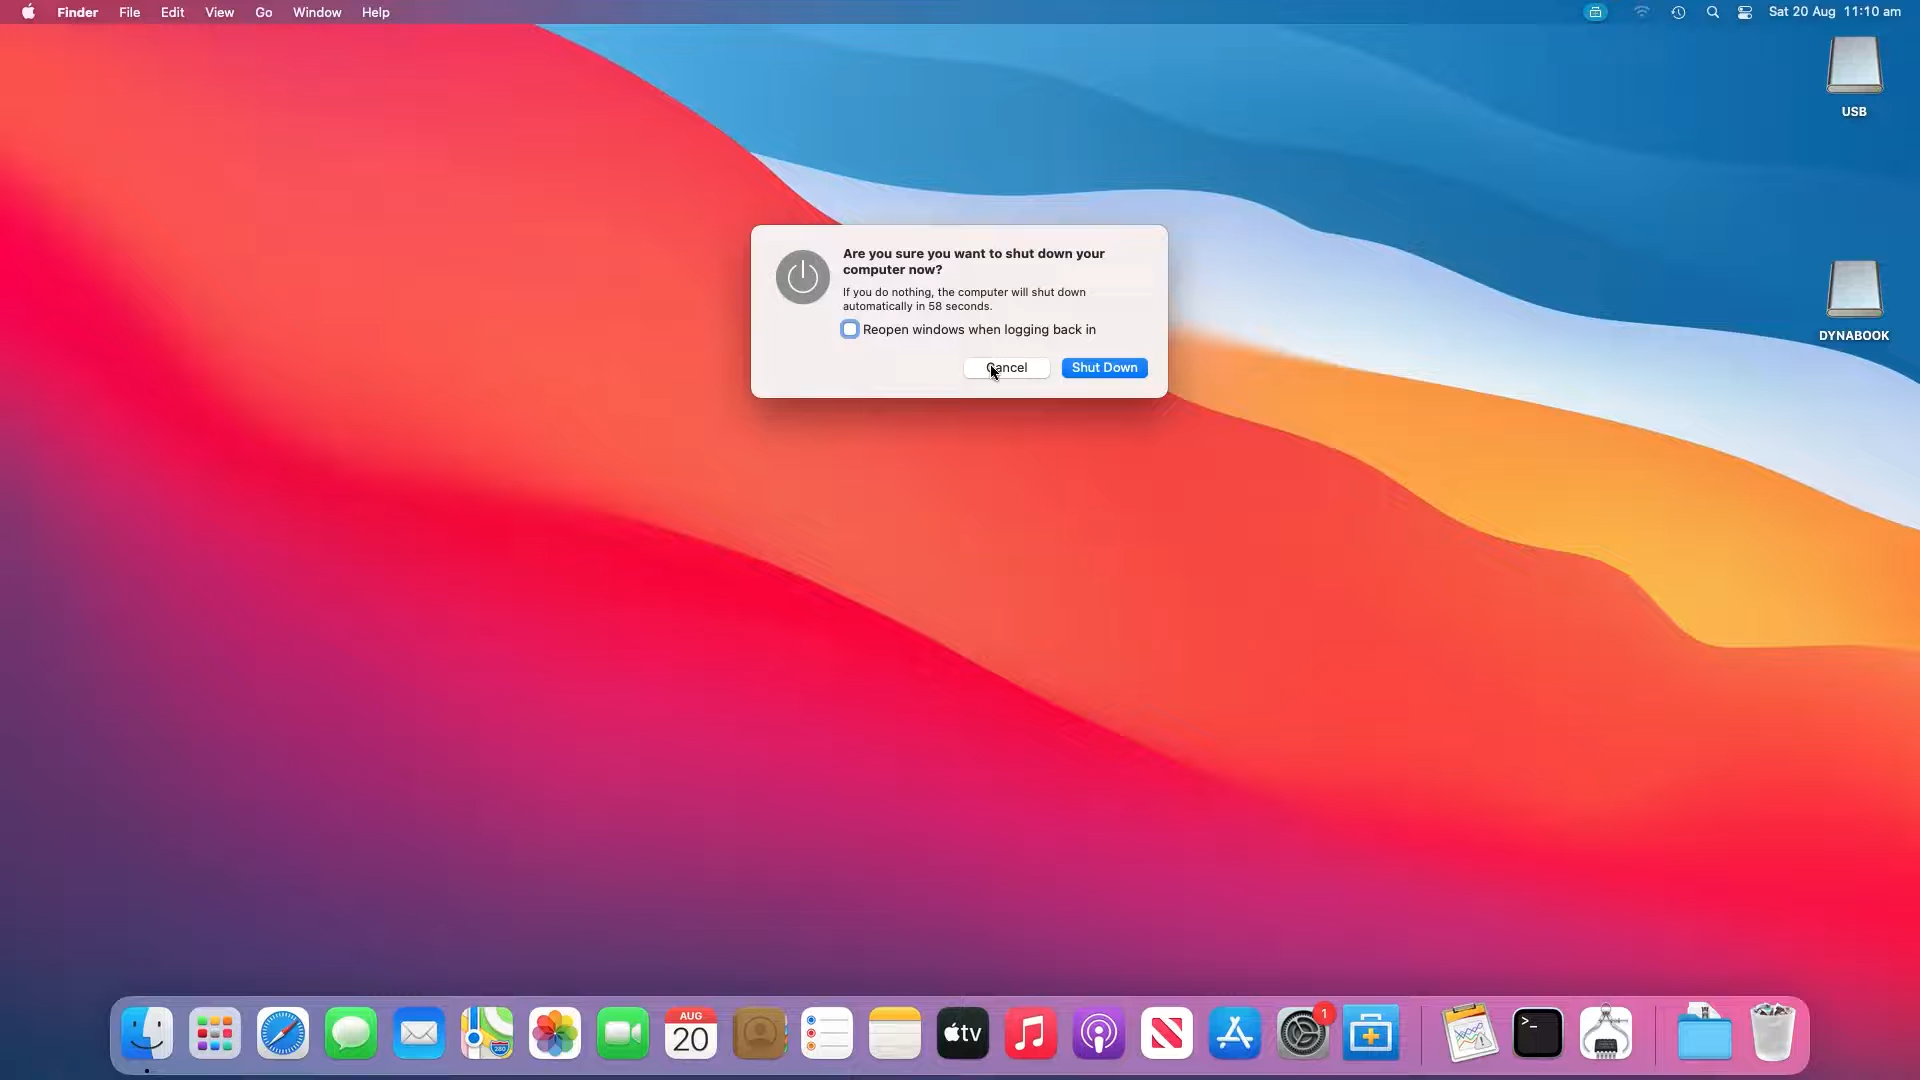 Finder File Edit View Go Window Help Sat 20 Aug 11:10 am
USB
Are you sure you want to shut down your
computer now?
If you do nothing, the computer will shut down
automatically in 58 seconds.
Reopen windows when logging back in
Cancel Shut Down
DYNABOOK
AUG
20
280
tv
1
>_